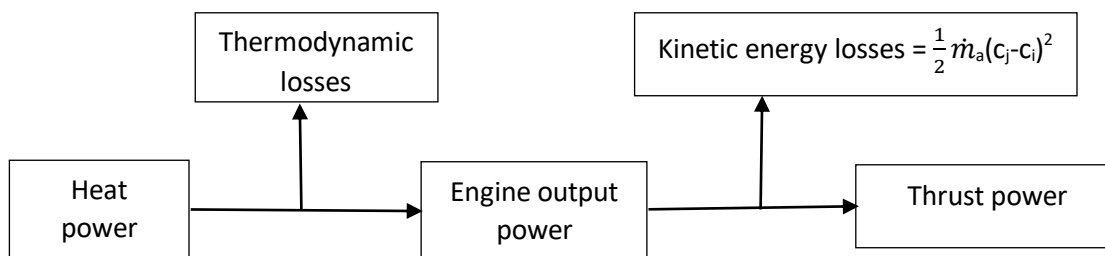 Thermodynamic
losses
Kinetic energy losses = ½ ṁₐ(cⱼ-cᵢ)²
Heat
power
Engine output
power
Thrust power